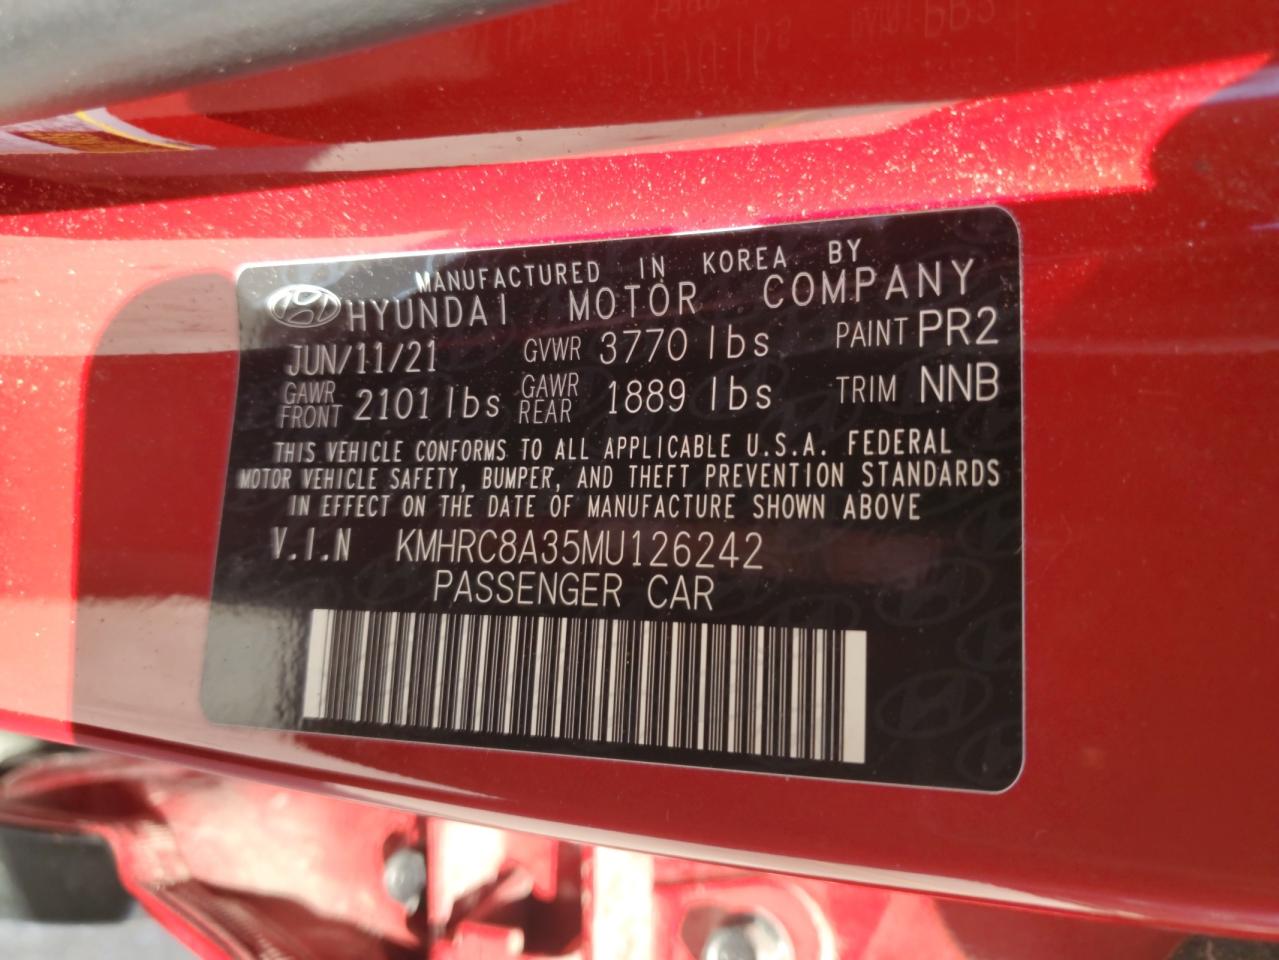 MANUFACTURED IN KOREA BY
HYUNDAI MOTOR COMPANY
JUN/11/21 GVWR 3770 lbs PAINT PR2
GAWR FRONT 2101 lbs GAWR REAR 1889 lbs TRIM NNB
THIS VEHICLE CONFORMS TO ALL APPLICABLE U.S.A. FEDERAL
MOTOR VEHICLE SAFETY, BUMPER, AND THEFT PREVENTION STANDARDS
IN EFFECT ON THE DATE OF MANUFACTURE SHOWN ABOVE
V.I.N KMHRC8A35MU126242
PASSENGER CAR